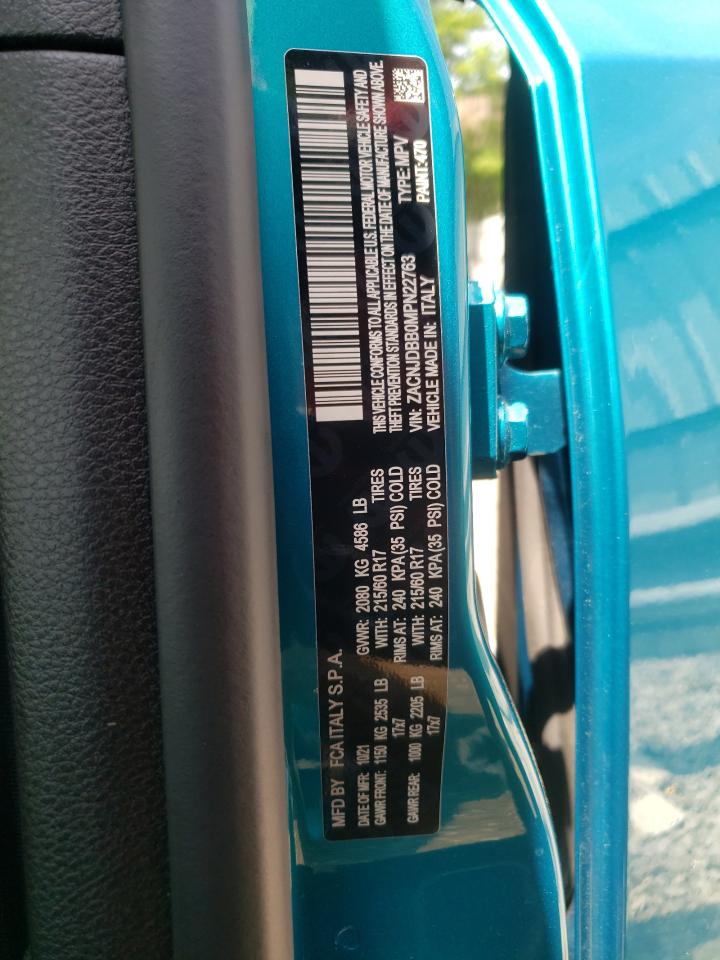 MFD BY FCA ITALY S.P.A.
DATE OF MFR: 10/21 GVWR: 2080 KG 4586 LB
GAWR FRONT: 1150 KG 2535 LB WITH: 215/60 R17 TIRES
17x7 RIMS AT: 240 KPA(35 PSI) COLD
GAWR REAR: 1000 KG 2205 LB WITH: 215/60 R17 TIRES
17x7 RIMS AT: 240 KPA(35 PSI) COLD
THIS VEHICLE CONFORMS TO ALL APPLICABLE U.S. FEDERAL MOTOR VEHICLE SAFETY AND
THEFT PREVENTION STANDARDS IN EFFECT ON THE DATE OF MANUFACTURE SHOWN ABOVE.
VIN: ZACNJDBB0MPN22763 TYPE: MPV
VEHICLE MADE IN: ITALY PAINT: 470